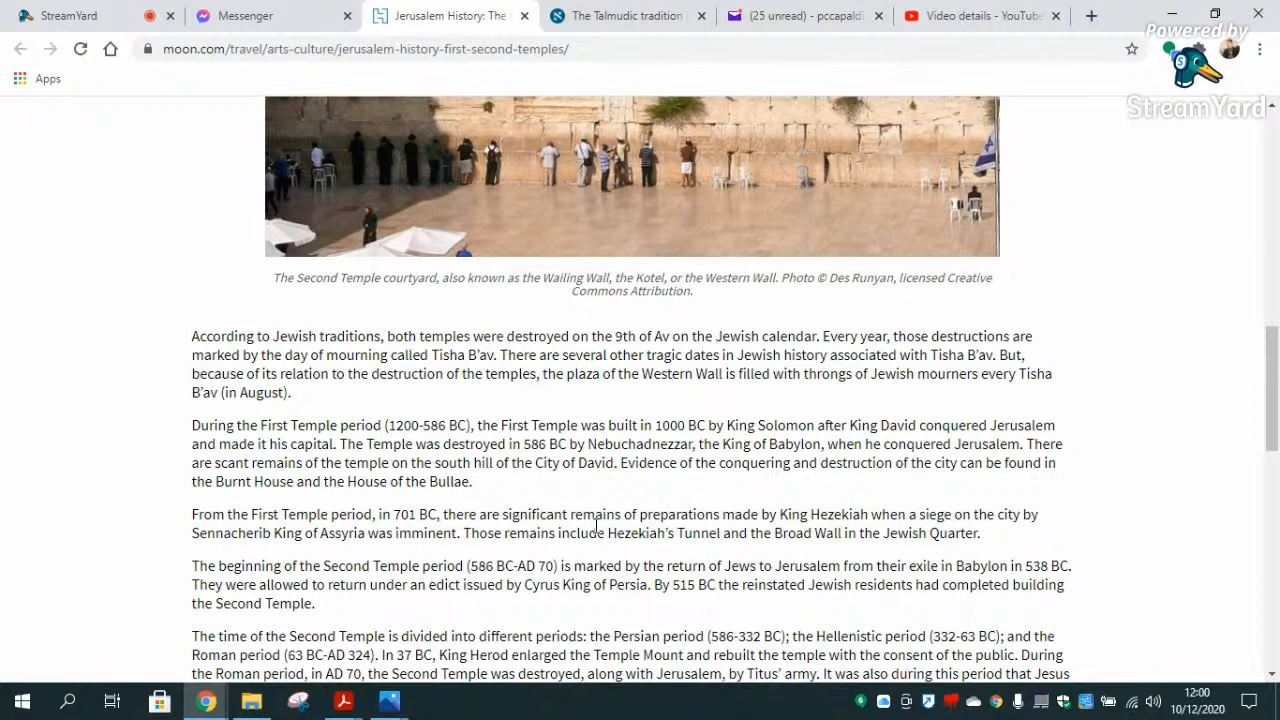 StreamYard
Messenger
Jerusalem History: The
The Talmudic tradition
(25 unread) - pccapaldi
Video details - YouTube
moon.com/travel/arts-culture/jerusalem-history-first-second-temples/
Powered by
StreamYard
Apps
The Second Temple courtyard, also known as the Wailing Wall, the Kotel, or the Western Wall. Photo © Des Runyan, licensed Creative
Commons Attribution.
According to Jewish traditions, both temples were destroyed on the 9th of Av on the Jewish calendar. Every year, those destructions are
marked by the day of mourning called Tisha B’av. There are several other tragic dates in Jewish history associated with Tisha B’av. But,
because of its relation to the destruction of the temples, the plaza of the Western Wall is filled with throngs of Jewish mourners every Tisha
B’av (in August).
During the First Temple period (1200-586 BC), the First Temple was built in 1000 BC by King Solomon after King David conquered Jerusalem
and made it his capital. The Temple was destroyed in 586 BC by Nebuchadnezzar, the King of Babylon, when he conquered Jerusalem. There
are scant remains of the temple on the south hill of the City of David. Evidence of the conquering and destruction of the city can be found in
the Burnt House and the House of the Bullae.
From the First Temple period, in 701 BC, there are significant remains of preparations made by King Hezekiah when a siege on the city by
Sennacherib King of Assyria was imminent. Those remains include Hezekiah’s Tunnel and the Broad Wall in the Jewish Quarter.
The beginning of the Second Temple period (586 BC-AD 70) is marked by the return of Jews to Jerusalem from their exile in Babylon in 538 BC.
They were allowed to return under an edict issued by Cyrus King of Persia. By 515 BC the reinstated Jewish residents had completed building
the Second Temple.
The time of the Second Temple is divided into different periods: the Persian period (586-332 BC); the Hellenistic period (332-63 BC); and the
Roman period (63 BC-AD 324). In 37 BC, King Herod enlarged the Temple Mount and rebuilt the temple with the consent of the public. During
the Roman period, in AD 70, the Second Temple was destroyed, along with Jerusalem, by Titus’ army. It was also during this period that Jesus
12:00
10/12/2020